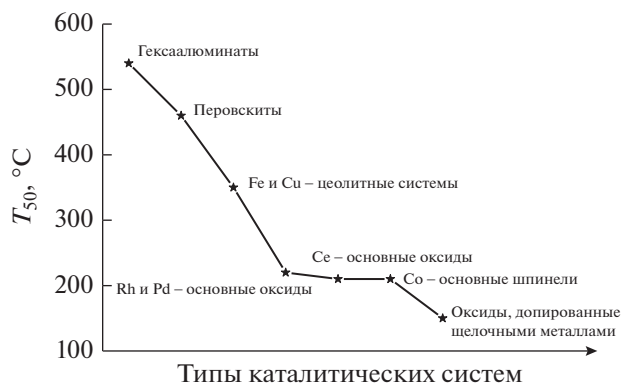 600
500
400
300
200
100
T50, °C
Гексаалюминаты
Перовскиты
Fe и Cu – цеолитные системы
Ce – основные оксиды
Rh и Pd – основные оксиды
Co – основные шпинели
Оксиды, допированные
щелочными металлами
Типы каталитических систем